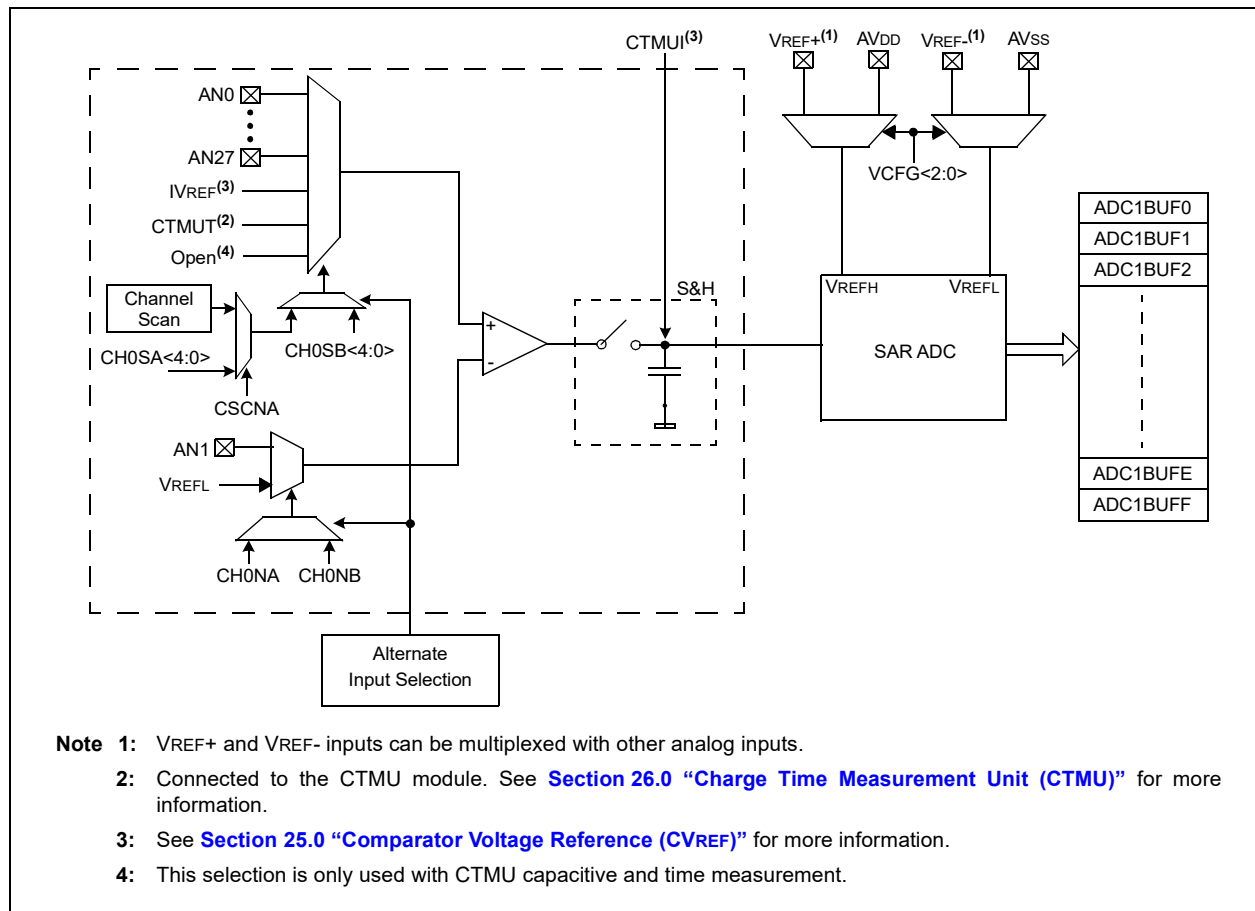 CTMUI(3)
VREF+(1)
AVDD
VREF-(1)
AVSS
AN0
AN27
IVREF(3)
CTMUT(2)
Open(4)
VCFG<2:0>
Channel
Scan
CH0SA<4:0>
CH0SB<4:0>
CSCNA
+
-
S&H
VREFH
VREFL
SAR ADC
ADC1BUF0
ADC1BUF1
ADC1BUF2
ADC1BUFE
ADC1BUFF
AN1
VREFL
CH0NA
CH0NB
Alternate
Input Selection
Note 1: VREF+ and VREF- inputs can be multiplexed with other analog inputs.
2: Connected to the CTMU module. See Section 26.0 “Charge Time Measurement Unit (CTMU)” for more
information.
3: See Section 25.0 “Comparator Voltage Reference (CVREF)” for more information.
4: This selection is only used with CTMU capacitive and time measurement.